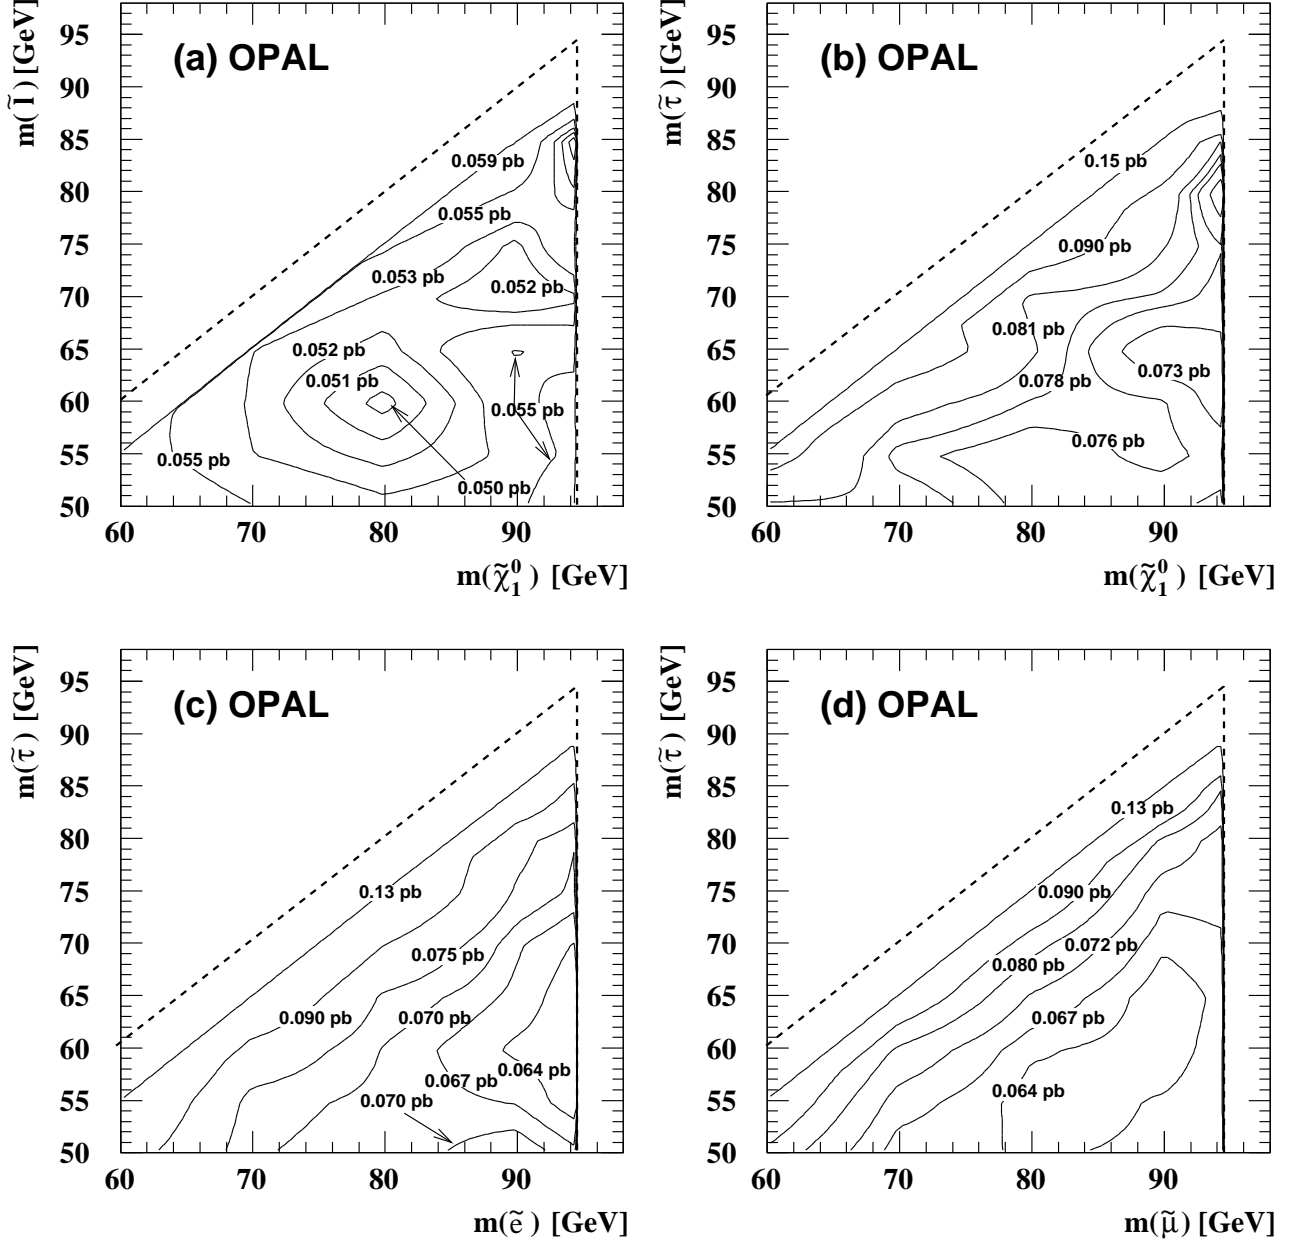 (a) OPAL
m(l̃) [GeV]
95
90
85
80
75
70
65
60
55
50
0.059 pb
0.055 pb
0.053 pb
0.052 pb
0.052 pb
0.051 pb
0.055 pb
0.055 pb
0.050 pb
60 70 80 90
m(χ̃⁰₁) [GeV]
(b) OPAL
m(τ̃) [GeV]
95
90
85
80
75
70
65
60
55
50
0.15 pb
0.090 pb
0.081 pb
0.078 pb
0.073 pb
0.076 pb
60 70 80 90
m(χ̃⁰₁) [GeV]
(c) OPAL
m(τ̃) [GeV]
95
90
85
80
75
70
65
60
55
50
0.13 pb
0.075 pb
0.090 pb
0.070 pb
0.064 pb
0.067 pb
0.070 pb
60 70 80 90
m(ẽ) [GeV]
(d) OPAL
m(τ̃) [GeV]
95
90
85
80
75
70
65
60
55
50
0.13 pb
0.090 pb
0.072 pb
0.080 pb
0.067 pb
0.064 pb
60 70 80 90
m(μ̃) [GeV]